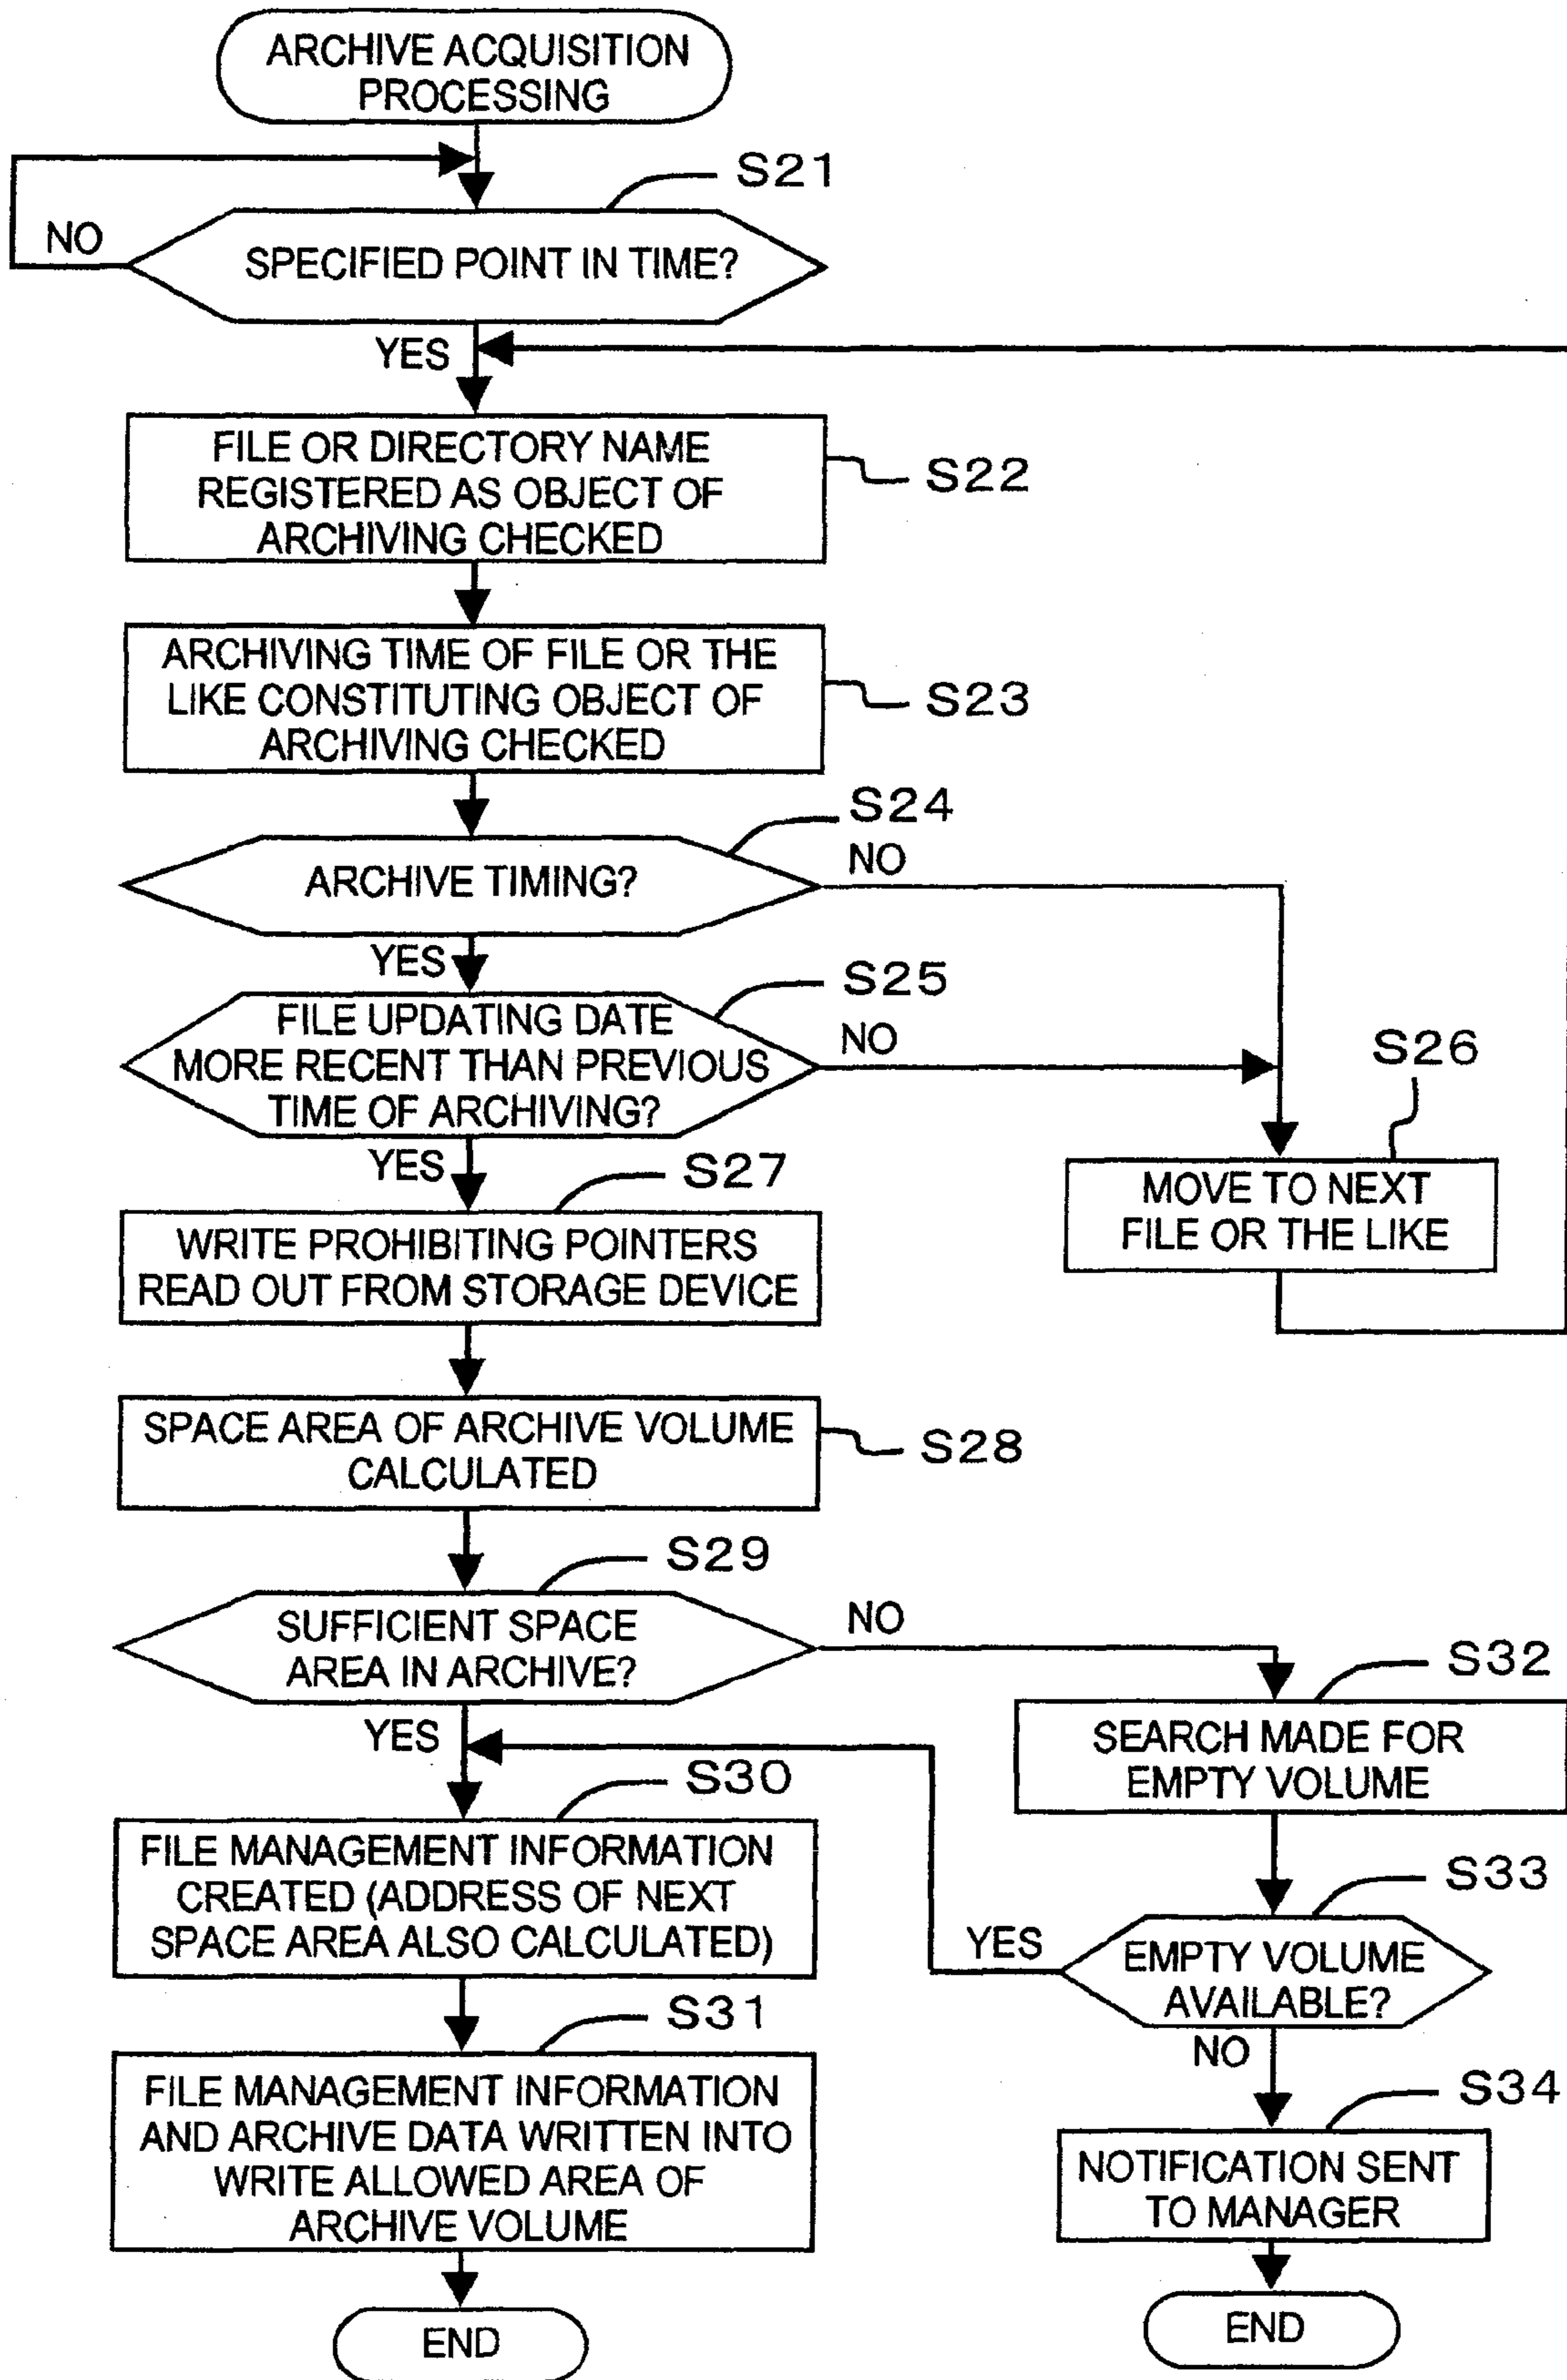 ARCHIVE ACQUISITION
PROCESSING
S21
NO
SPECIFIED POINT IN TIME?
YES
FILE OR DIRECTORY NAME
REGISTERED AS OBJECT OF
ARCHIVING CHECKED
S22
ARCHIVING TIME OF FILE OR THE
LIKE CONSTITUTING OBJECT OF
ARCHIVING CHECKED
S23
S24
ARCHIVE TIMING?
NO
YES
S25
FILE UPDATING DATE
MORE RECENT THAN PREVIOUS
TIME OF ARCHIVING?
NO
S26
MOVE TO NEXT
FILE OR THE LIKE
YES
S27
WRITE PROHIBITING POINTERS
READ OUT FROM STORAGE DEVICE
SPACE AREA OF ARCHIVE VOLUME
CALCULATED
S28
S29
SUFFICIENT SPACE
AREA IN ARCHIVE?
NO
S32
SEARCH MADE FOR
EMPTY VOLUME
YES
S30
FILE MANAGEMENT INFORMATION
CREATED (ADDRESS OF NEXT
SPACE AREA ALSO CALCULATED)
S33
YES
EMPTY VOLUME
AVAILABLE?
NO
S31
FILE MANAGEMENT INFORMATION
AND ARCHIVE DATA WRITTEN INTO
WRITE ALLOWED AREA OF
ARCHIVE VOLUME
S34
NOTIFICATION SENT
TO MANAGER
END
END